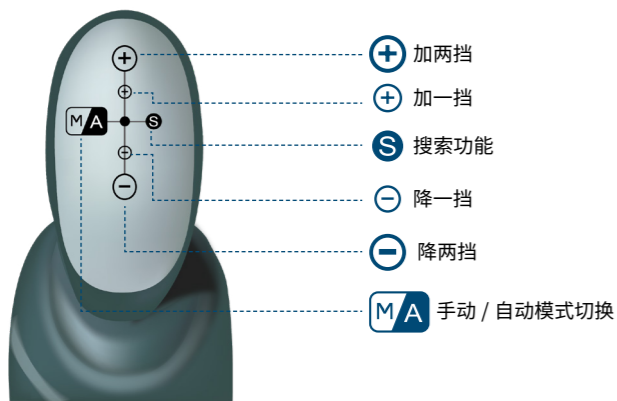 +
+
M/A S
+
−
+ 加两挡
+ 加一挡
S 搜索功能
− 降一挡
− 降两挡
M/A 手动 / 自动模式切换